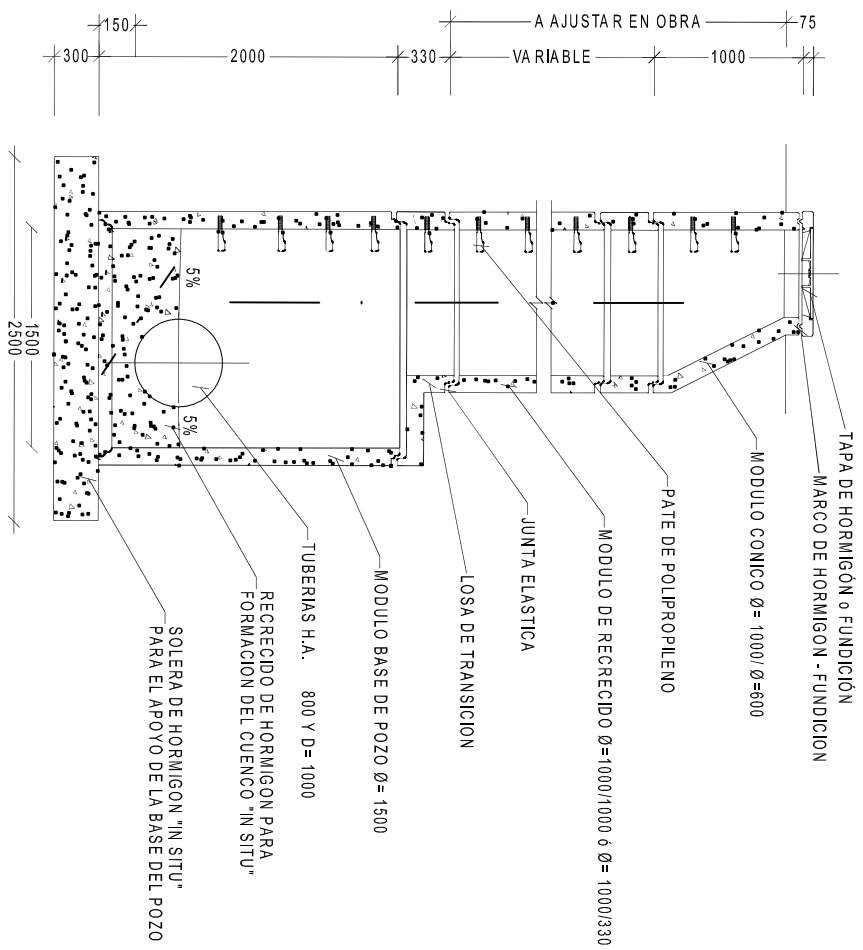 A AJUSTAR EN OBRA
75
150
300
2000
330
VARIABLE
1000
TAPA DE HORMIGÓN o FUNDICIÓN
MARCO DE HORMIGON - FUNDICION
MODULO CONICO Ø= 1000/ Ø=600
PATE DE POLIPROPILENO
MODULO DE RECRECIDO Ø=1000/1000 ó Ø= 1000/330
JUNTA ELASTICA
LOSA DE TRANSICION
MODULO BASE DE POZO Ø= 1500
TUBERIAS H.A. 800 Y D= 1000
RECRECIDO DE HORMIGON PARA
FORMACION DEL CUENCO "IN SITU"
SOLERA DE HORMIGON "IN SITU"
PARA EL APOYO DE LA BASE DEL POZO
5%
5%
1500
2500